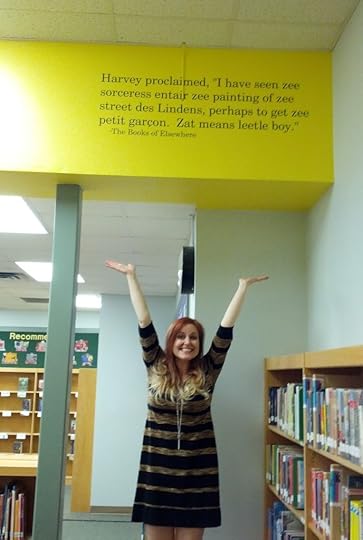 Harvey proclaimed, "I have seen zee
sorceress entair zee painting of zee
street des Lindens, perhaps to get zee
petit garçon. Zat means leetle boy."
-The Books of Elsewhere
Recomme